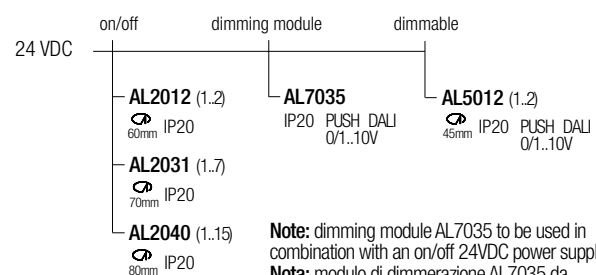 on/off dimming module dimmable
24 VDC
AL2012 (1..2) AL7035 AL5012 (1..2)
60mm IP20 IP20 PUSH DALI 45mm IP20 PUSH DALI
0/1..10V 0/1..10V
AL2031 (1..7)
70mm IP20
AL2040 (1..15) Note: dimming module AL7035 to be used in
80mm IP20 combination with an on/off 24VDC power suppl
Nota: modulo di dimmerazione AL7035 da